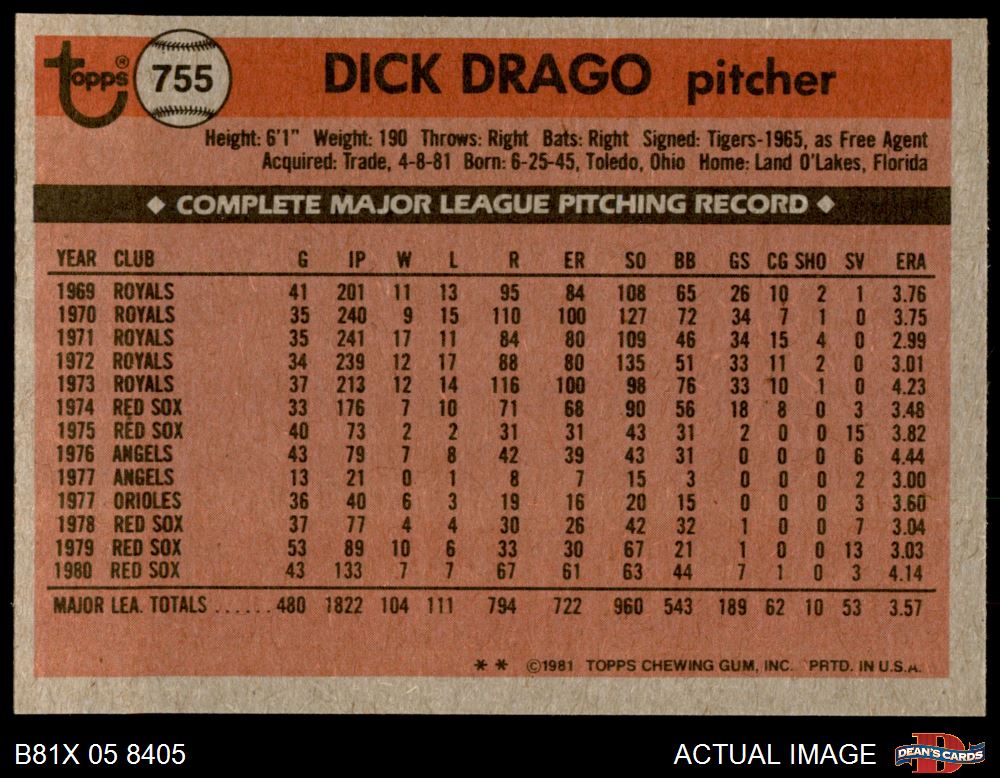 topps® 755 DICK DRAGO pitcher
Height: 6'1" Weight: 190 Throws: Right Bats: Right Signed: Tigers-1965, as Free Agent
Acquired: Trade, 4-8-81 Born: 6-25-45, Toledo, Ohio Home: Land O'Lakes, Florida
◆ COMPLETE MAJOR LEAGUE PITCHING RECORD ◆
YEAR CLUB G IP W L R ER SO BB GS CG SHO SV ERA
1969 ROYALS 41 201 11 13 95 84 108 65 26 10 2 1 3.76
1970 ROYALS 35 240 9 15 110 100 127 72 34 7 1 0 3.75
1971 ROYALS 35 241 17 11 84 80 109 46 34 15 4 0 2.99
1972 ROYALS 34 239 12 17 88 80 135 51 33 11 2 0 3.01
1973 ROYALS 37 213 12 14 116 100 98 76 33 10 1 0 4.23
1974 RED SOX 33 176 7 10 71 68 90 56 18 8 0 3 3.48
1975 RED SOX 40 73 2 2 31 31 43 31 2 0 0 15 3.82
1976 ANGELS 43 79 7 8 42 39 43 31 0 0 0 6 4.44
1977 ANGELS 13 21 0 1 8 7 15 3 0 0 0 2 3.00
1977 ORIOLES 36 40 6 3 19 16 20 15 0 0 0 3 3.60
1978 RED SOX 37 77 4 4 30 26 42 32 1 0 0 7 3.04
1979 RED SOX 53 89 10 6 33 30 67 21 1 0 0 13 3.03
1980 RED SOX 43 133 7 7 67 61 63 44 7 1 0 3 4.14
MAJOR LEA. TOTALS ...... 480 1822 104 111 794 722 960 543 189 62 10 53 3.57
* * ©1981 TOPPS CHEWING GUM, INC. PRTD. IN U.S.A.
B81X 05 8405 ACTUAL IMAGE D DEAN'S CARDS